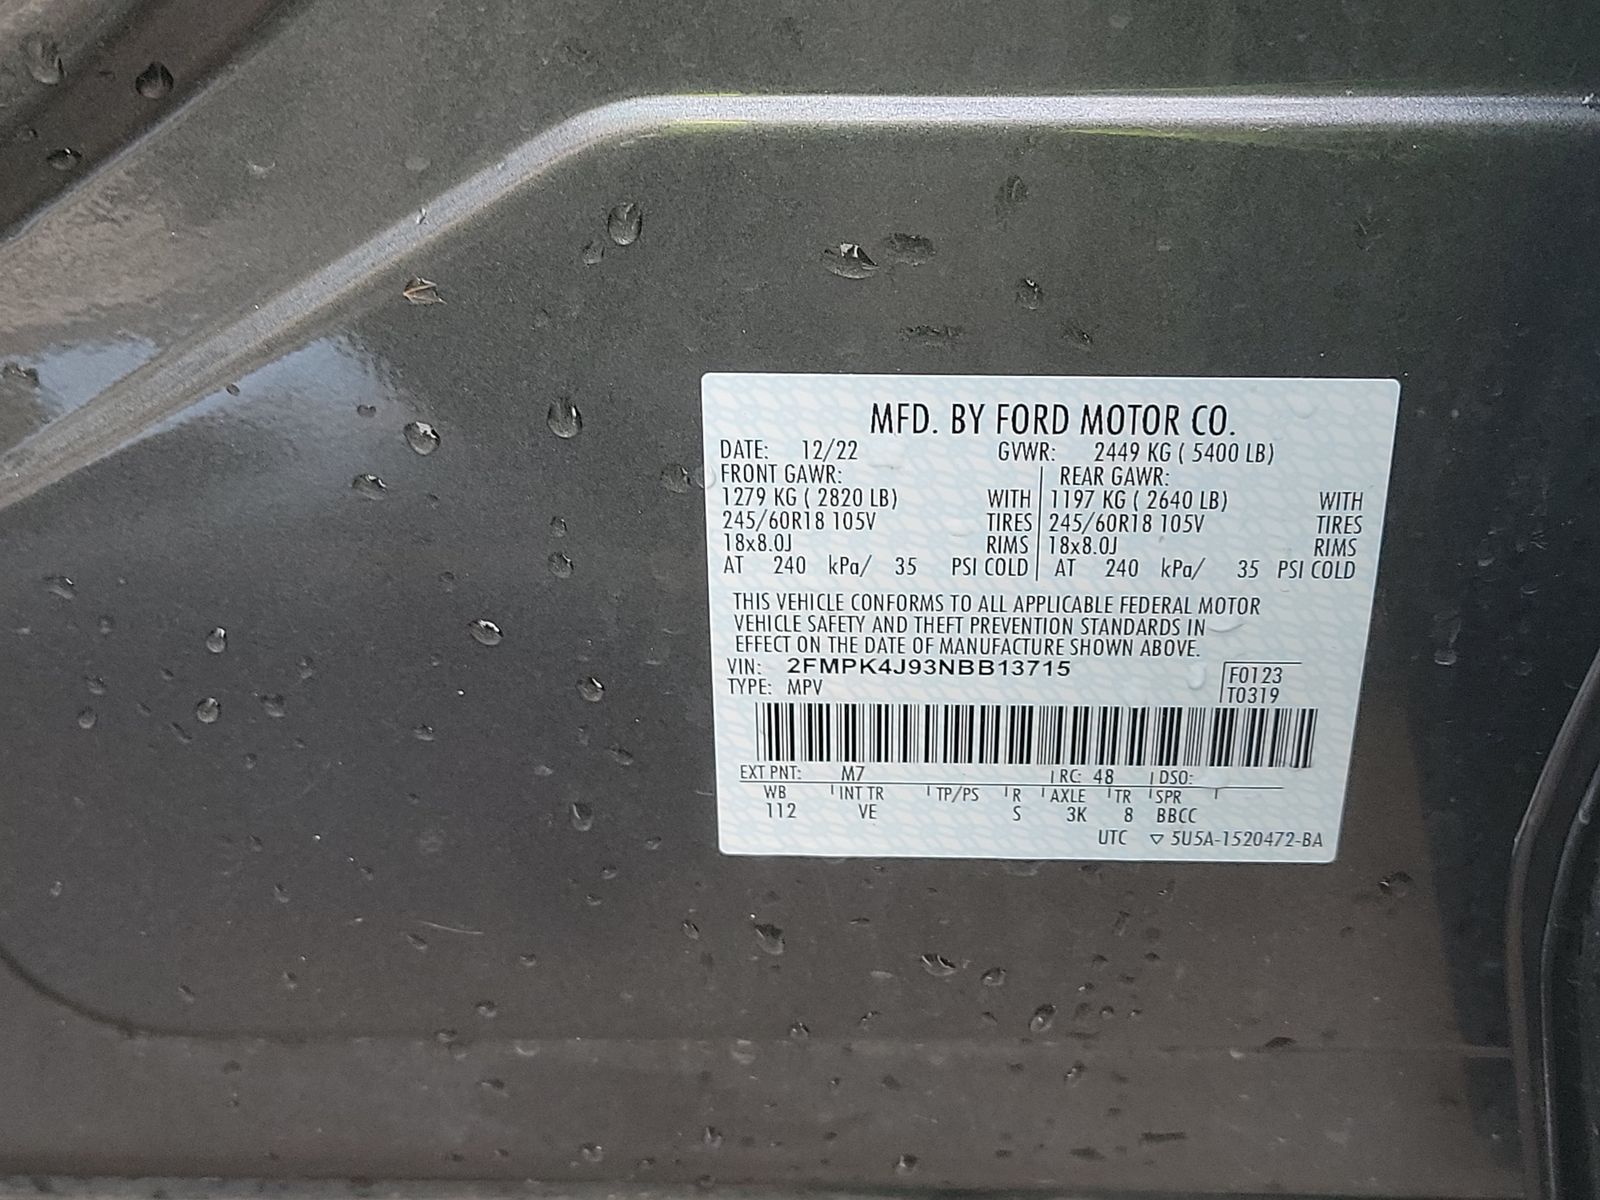 MFD. BY FORD MOTOR CO.
DATE: 12/22 GVWR: 2449 KG ( 5400 LB)
FRONT GAWR: REAR GAWR:
1279 KG ( 2820 LB) WITH 1197 KG ( 2640 LB) WITH
245/60R18 105V TIRES 245/60R18 105V TIRES
18x8.0J RIMS 18x8.0J RIMS
AT 240 kPa/ 35 PSI COLD AT 240 kPa/ 35 PSI COLD
THIS VEHICLE CONFORMS TO ALL APPLICABLE FEDERAL MOTOR
VEHICLE SAFETY AND THEFT PREVENTION STANDARDS IN
EFFECT ON THE DATE OF MANUFACTURE SHOWN ABOVE.
VIN: 2FMPK4J93NBB13715 F0123
TYPE: MPV T0319
EXT PNT: M7 RC: 48 DSO:
WB INT TR TP/PS R AXLE TR SPR
112 VE S 3K 8 BBCC
UTC ▽ 5U5A-1520472-BA